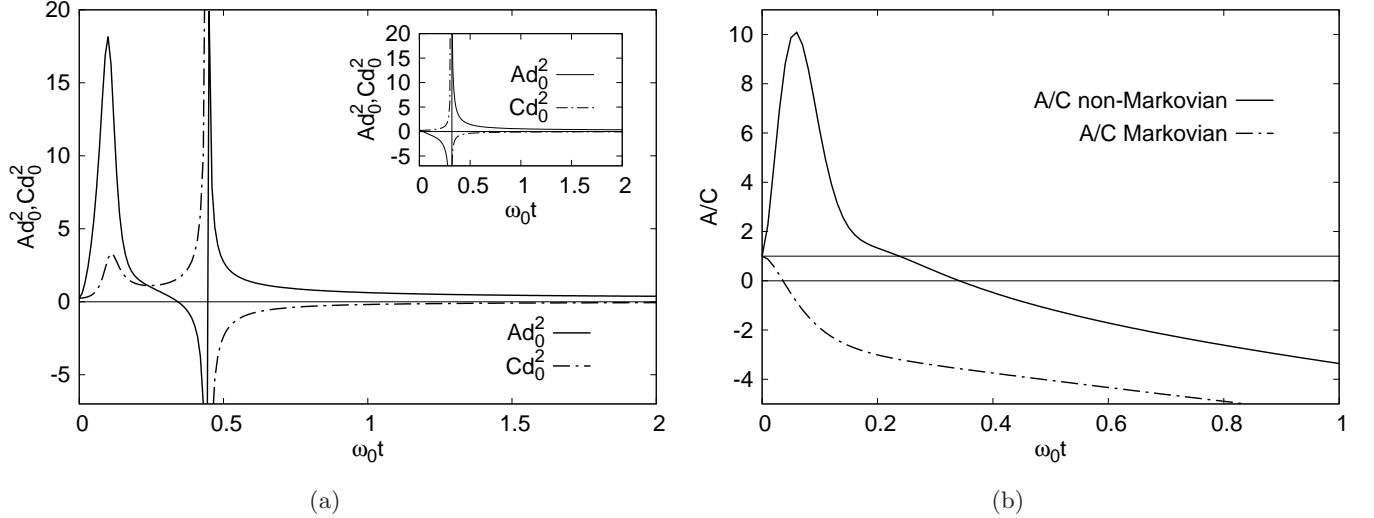 20
15
10
5
0
-5
0
0.5
1
1.5
2
Ad₀²,Cd₀²
ω₀t
Ad₀²
Cd₀²
20
15
10
5
0
-5
0
0.5
1
1.5
2
Ad₀²,Cd₀²
ω₀t
Ad₀²
Cd₀²
(a)
10
8
6
4
2
0
-2
-4
0
0.2
0.4
0.6
0.8
1
A/C
ω₀t
A/C non-Markovian
A/C Markovian
(b)